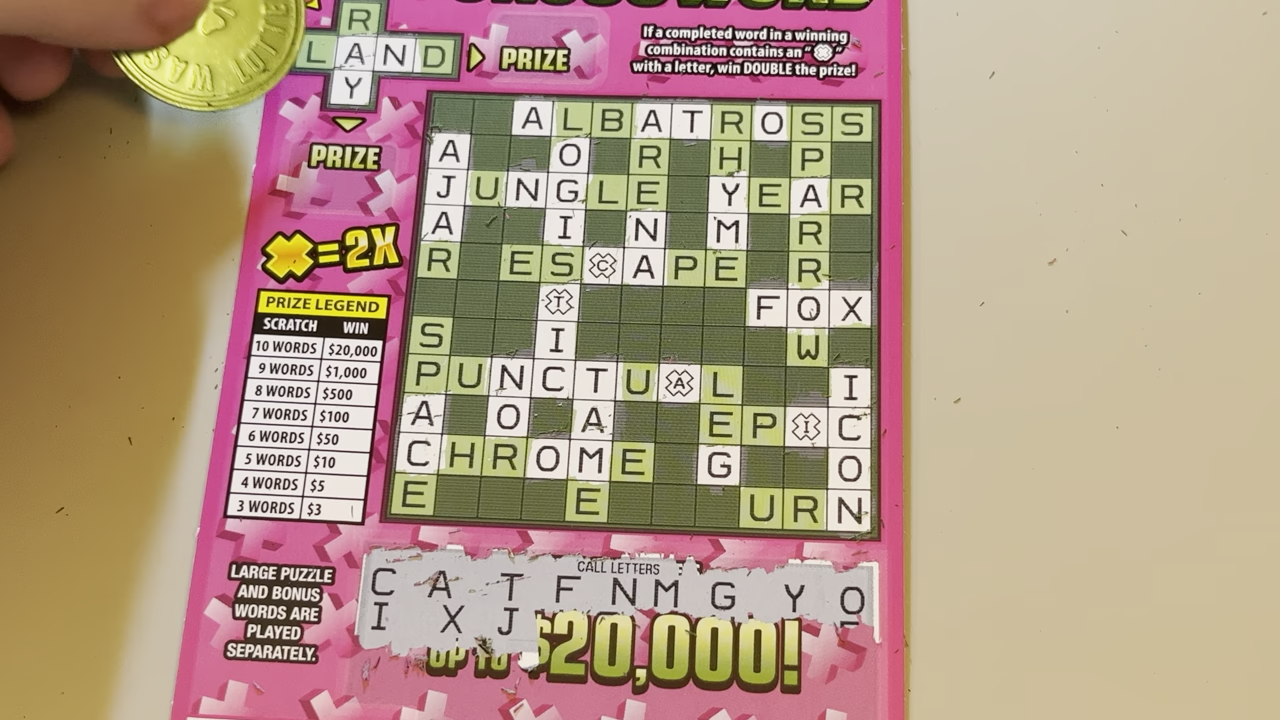 R
LAND
A
Y
PRIZE
PRIZE
If a completed word in a winning
combination contains an " "
with a letter, win DOUBLE the prize!
=2X
PRIZE LEGEND
SCRATCH WIN
10 WORDS $20,000
9 WORDS $1,000
8 WORDS $500
7 WORDS $100
6 WORDS $50
5 WORDS $10
4 WORDS $5
3 WORDS $3
ALBATROSS
A O R H P
JUNGLE YEAR
A I N M R
R ESCAPE R
T FOX
S I W
PUNCTUAL I
A O A EPIC
CHROME G O
E E URN
CALL LETTERS
C A T F N M G Y O
I X J
LARGE PUZZLE
AND BONUS
WORDS ARE
PLAYED
SEPARATELY.
UP TO $20,000!